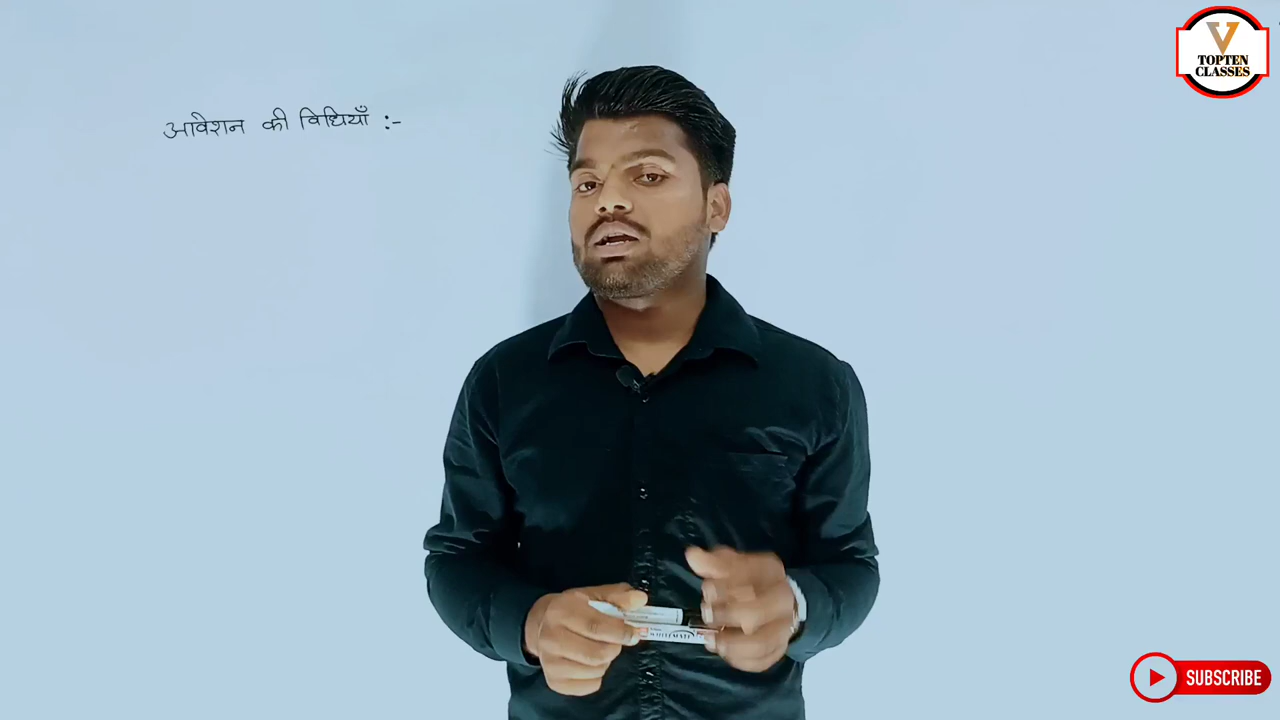 आवेशन की विधियाँ :-
V
TOPTEN
CLASSES
SUBSCRIBE